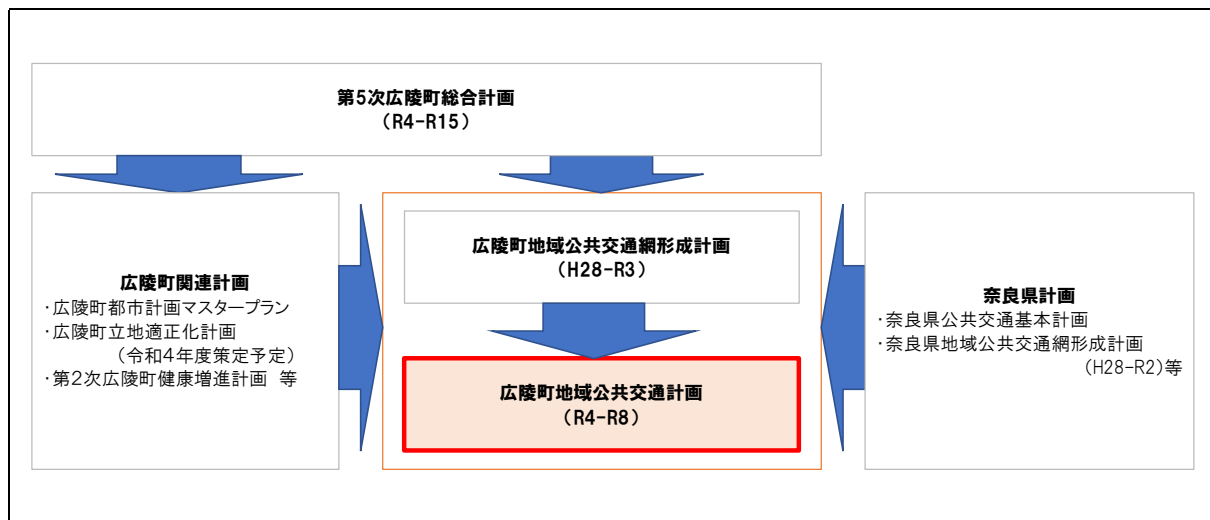 第5次広陵町総合計画
（R4-R15）
広陵町関連計画
・広陵町都市計画マスタープラン
・広陵町立地適正化計画
（令和４年度策定予定）
・第２次広陵町健康増進計画　等
広陵町地域公共交通網形成計画
（H28-R3）
広陵町地域公共交通計画
（R4-R8）
奈良県計画
・奈良県公共交通基本計画
・奈良県地域公共交通網形成計画
（H28-R2）等